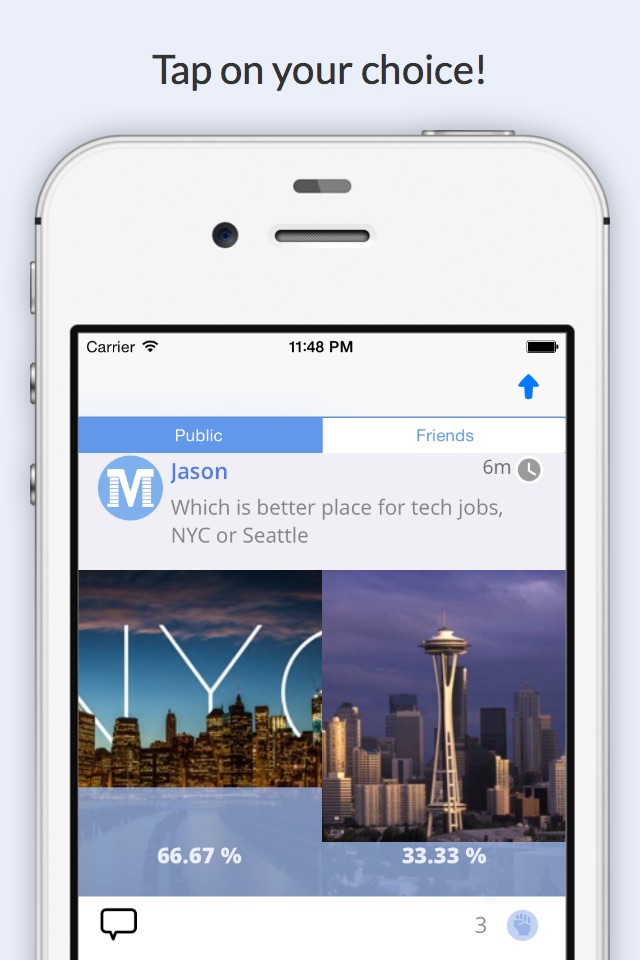 Tap on your choice!
Carrier 11:48 PM
Public Friends
M Jason 6m
Which is better place for tech jobs,
NYC or Seattle
NYC
66.67 % 33.33 %
3